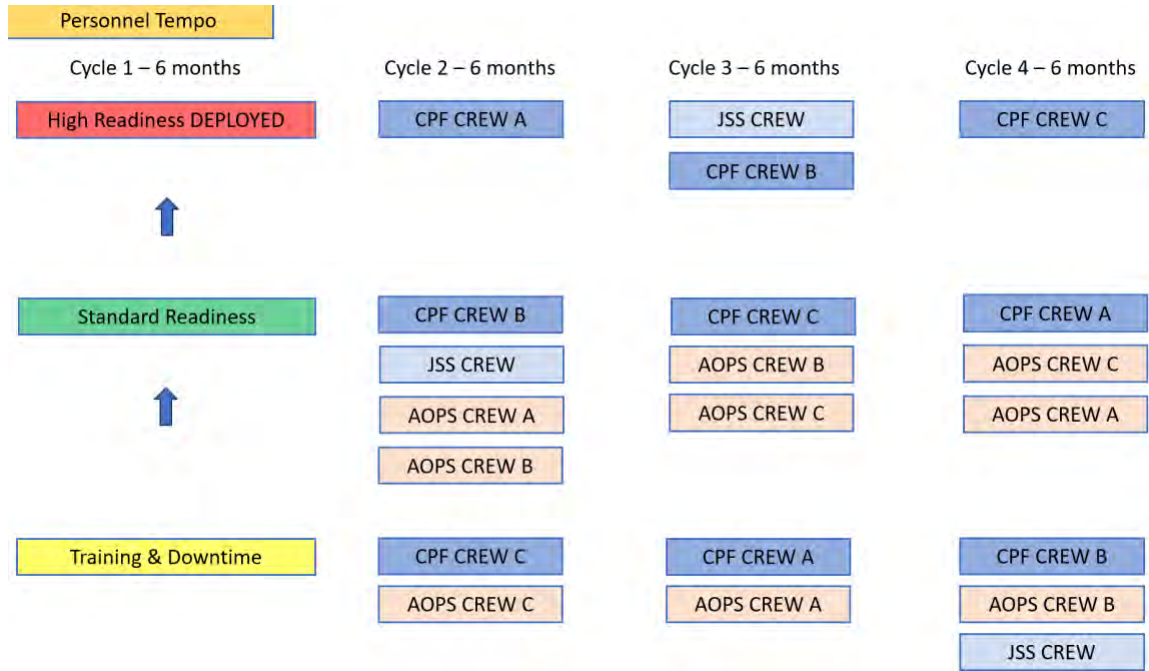 Personnel Tempo
Cycle 1 – 6 months
Cycle 2 – 6 months
Cycle 3 – 6 months
Cycle 4 – 6 months
High Readiness DEPLOYED
CPF CREW A
JSS CREW
CPF CREW C
CPF CREW B
Standard Readiness
CPF CREW B
CPF CREW C
CPF CREW A
JSS CREW
AOPS CREW B
AOPS CREW C
AOPS CREW A
AOPS CREW C
AOPS CREW A
AOPS CREW B
Training & Downtime
CPF CREW C
CPF CREW A
CPF CREW B
AOPS CREW C
AOPS CREW A
AOPS CREW B
JSS CREW